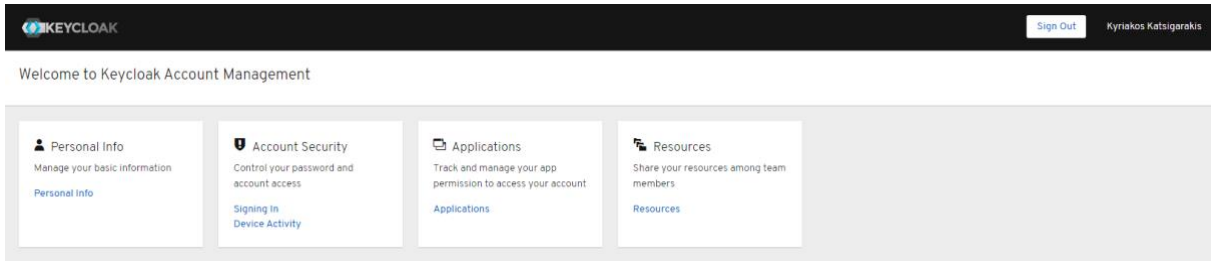 KEYCLOAK
Sign Out
Kyriakos Katsigarakis
Welcome to Keycloak Account Management
Personal Info
Manage your basic information
Personal Info
Account Security
Control your password and
account access
Signing In
Device Activity
Applications
Track and manage your app
permission to access your account
Applications
Resources
Share your resources among team
members
Resources